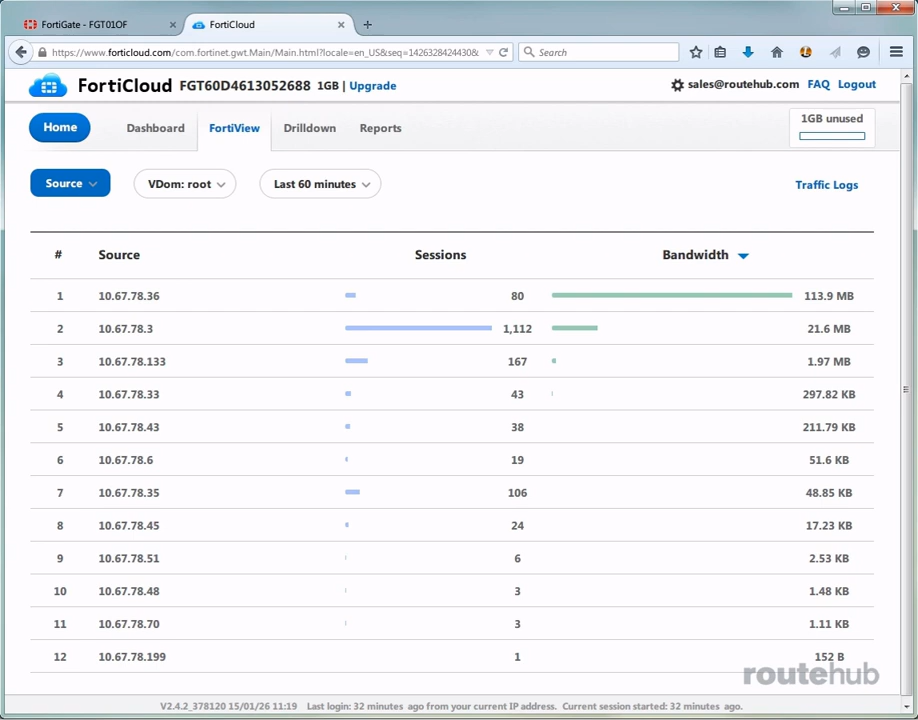 FortiGate - FGT01OF
FortiCloud
https://www.forticloud.com/com.fortinet.gwt.Main/Main.html?locale=en_US&seq=1426328424430&
Search
FortiCloud FGT60D4613052688 1GB | Upgrade
sales@routehub.com FAQ Logout
Home Dashboard FortiView Drilldown Reports
1GB unused
Source VDom: root Last 60 minutes Traffic Logs
# Source Sessions Bandwidth
1 10.67.78.36 80 113.9 MB
2 10.67.78.3 1,112 21.6 MB
3 10.67.78.133 167 1.97 MB
4 10.67.78.33 43 297.82 KB
5 10.67.78.43 38 211.79 KB
6 10.67.78.6 19 51.6 KB
7 10.67.78.35 106 48.85 KB
8 10.67.78.45 24 17.23 KB
9 10.67.78.51 6 2.53 KB
10 10.67.78.48 3 1.48 KB
11 10.67.78.70 3 1.11 KB
12 10.67.78.199 1 152 B
routehub
V2.4.2_378120 15/01/26 11:19 Last login: 32 minutes ago from your current IP address. Current session started: 32 minutes ago.